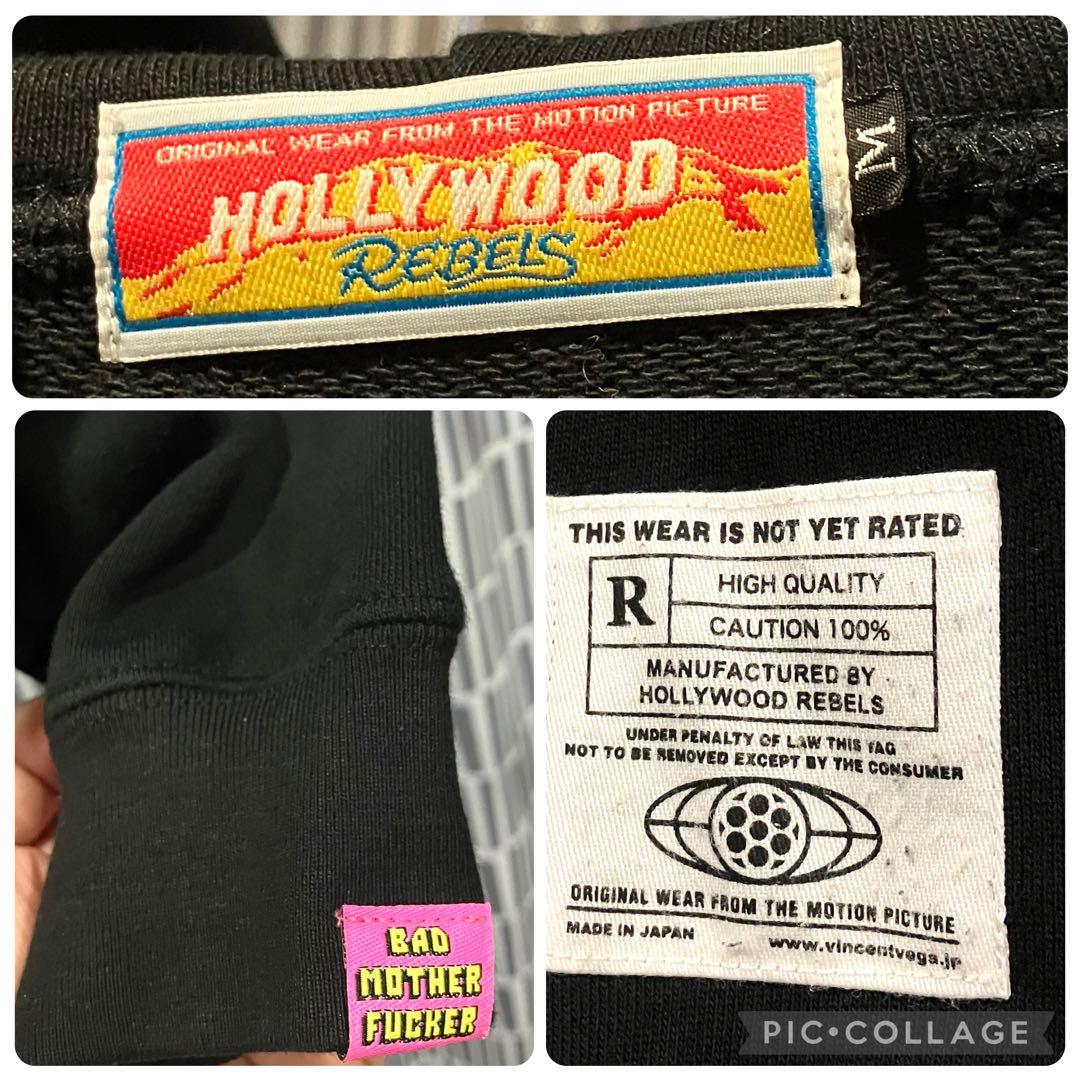 ORIGINAL WEAR FROM THE MOTION PICTURE
HOLLYWOOD
REBELS
M
BAD
MOTHER
FUCKER
THIS WEAR IS NOT YET RATED
R
HIGH QUALITY
CAUTION 100%
MANUFACTURED BY
HOLLYWOOD REBELS
UNDER PENALTY OF LAW THIS TAG
NOT TO BE REMOVED EXCEPT BY THE CONSUMER
ORIGINAL WEAR FROM THE MOTION PICTURE
MADE IN JAPAN
www.vincentvega.jp
PIC•COLLAGE